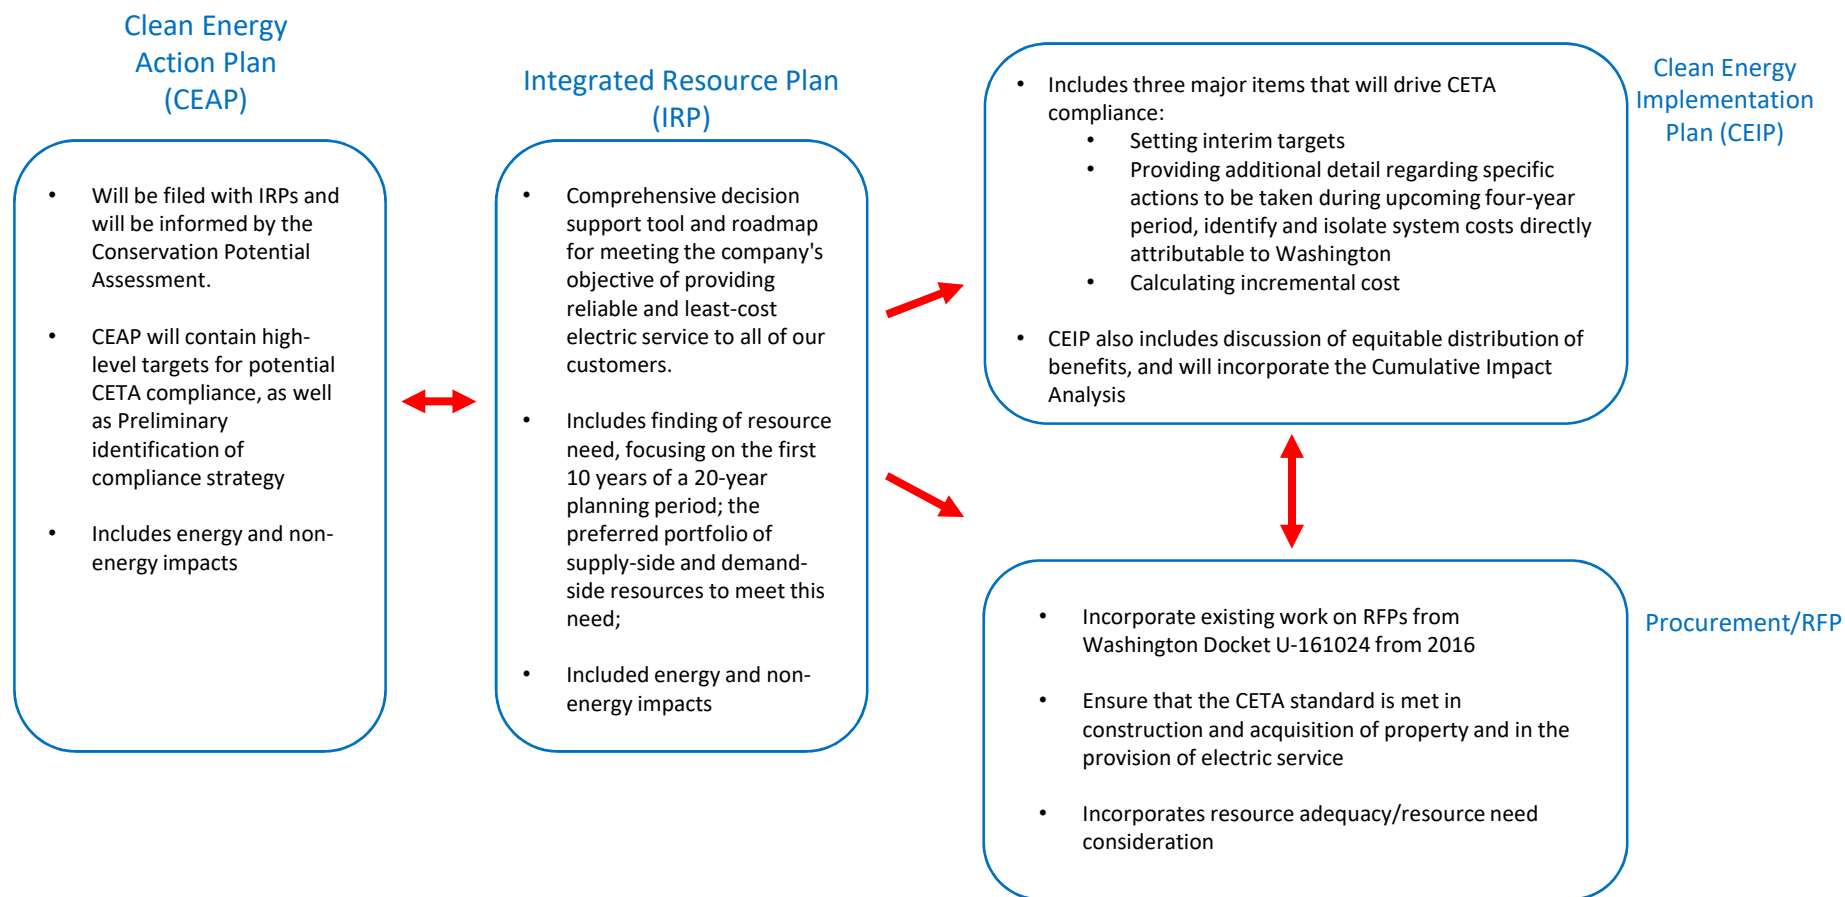 Clean Energy
Action Plan
(CEAP)
• Will be filed with IRPs and
will be informed by the
Conservation Potential
Assessment.
• CEAP will contain high-
level targets for potential
CETA compliance, as well
as Preliminary
identification of
compliance strategy
• Includes energy and non-
energy impacts
Integrated Resource Plan
(IRP)
• Comprehensive decision
support tool and roadmap
for meeting the company's
objective of providing
reliable and least-cost
electric service to all of our
customers.
• Includes finding of resource
need, focusing on the first
10 years of a 20-year
planning period; the
preferred portfolio of
supply-side and demand-
side resources to meet this
need;
• Included energy and non-
energy impacts
Clean Energy
Implementation
Plan (CEIP)
• Includes three major items that will drive CETA
compliance:
• Setting interim targets
• Providing additional detail regarding specific
actions to be taken during upcoming four-year
period, identify and isolate system costs directly
attributable to Washington
• Calculating incremental cost
• CEIP also includes discussion of equitable distribution of
benefits, and will incorporate the Cumulative Impact
Analysis
Procurement/RFP
• Incorporate existing work on RFPs from
Washington Docket U-161024 from 2016
• Ensure that the CETA standard is met in
construction and acquisition of property and in the
provision of electric service
• Incorporates resource adequacy/resource need
consideration